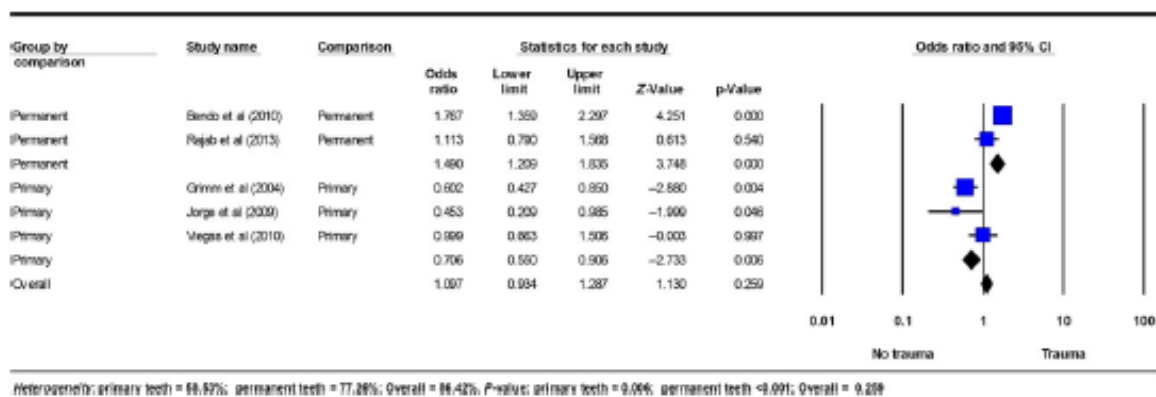 Group by comparison Study name Comparison Statistics for each study Odds ratio and 95% CI
Odds ratio Lower limit Upper limit Z-Value p-Value
Permanent Bendo et al (2010) Permanent 1.767 1.359 2.297 4.251 0.000
Permanent Rajab et al (2013) Permanent 1.113 0.790 1.568 0.613 0.540
Permanent 1.490 1.209 1.836 3.748 0.000
Primary Grimm et al (2004) Primary 0.602 0.427 0.850 −2.880 0.004
Primary Jorge et al (2009) Primary 0.453 0.209 0.985 −1.999 0.046
Primary Viegas et al (2010) Primary 0.999 0.663 1.506 −0.003 0.997
Primary 0.706 0.550 0.906 −2.733 0.006
Overall 1.097 0.934 1.287 1.130 0.259
0.01 0.1 1 10 100
No trauma Trauma
Heterogeneity: primary teeth = 58.53%; permanent teeth = 77.26%; Overall = 86.42%, P-value: primary teeth = 0.006; permanent teeth <0.001; Overall = 0.259